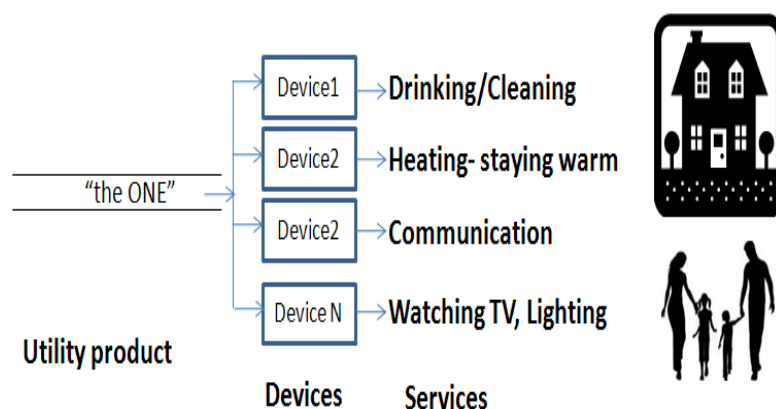 Device1
Drinking/Cleaning
Device2
Heating- staying warm
“the ONE”
Device2
Communication
Device N
Watching TV, Lighting
Utility product
Devices
Services